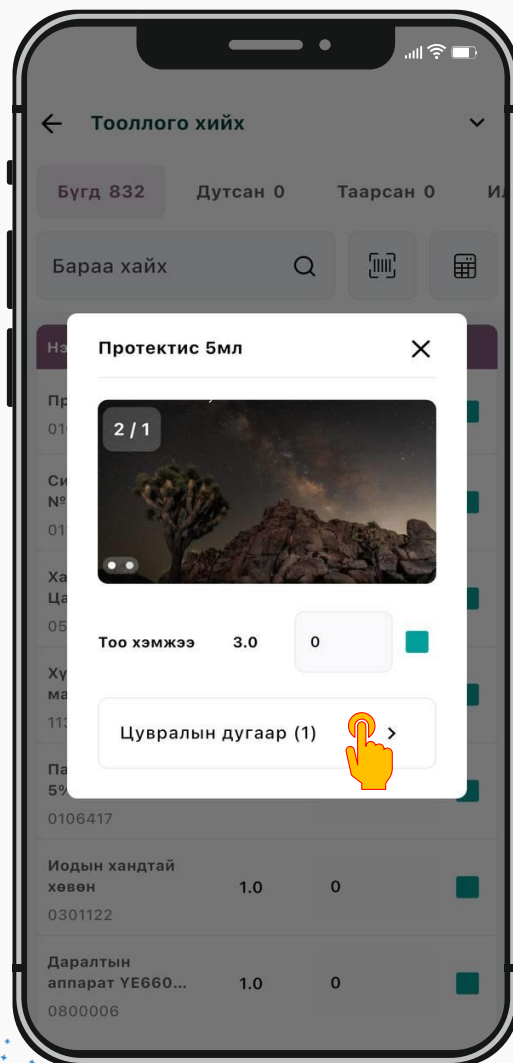 Тооллого хийх
Бүгд 832 Дутсан 0 Таарсан 0
Бараа хайх
Протектис 5мл
2 / 1
Тоо хэмжээ 3.0 0
Цувралын дугаар (1)
5%
0106417
Иодын хандтай
хөвөн 1.0 0
0301122
Даралтын
аппарат YE660... 1.0 0
0800006